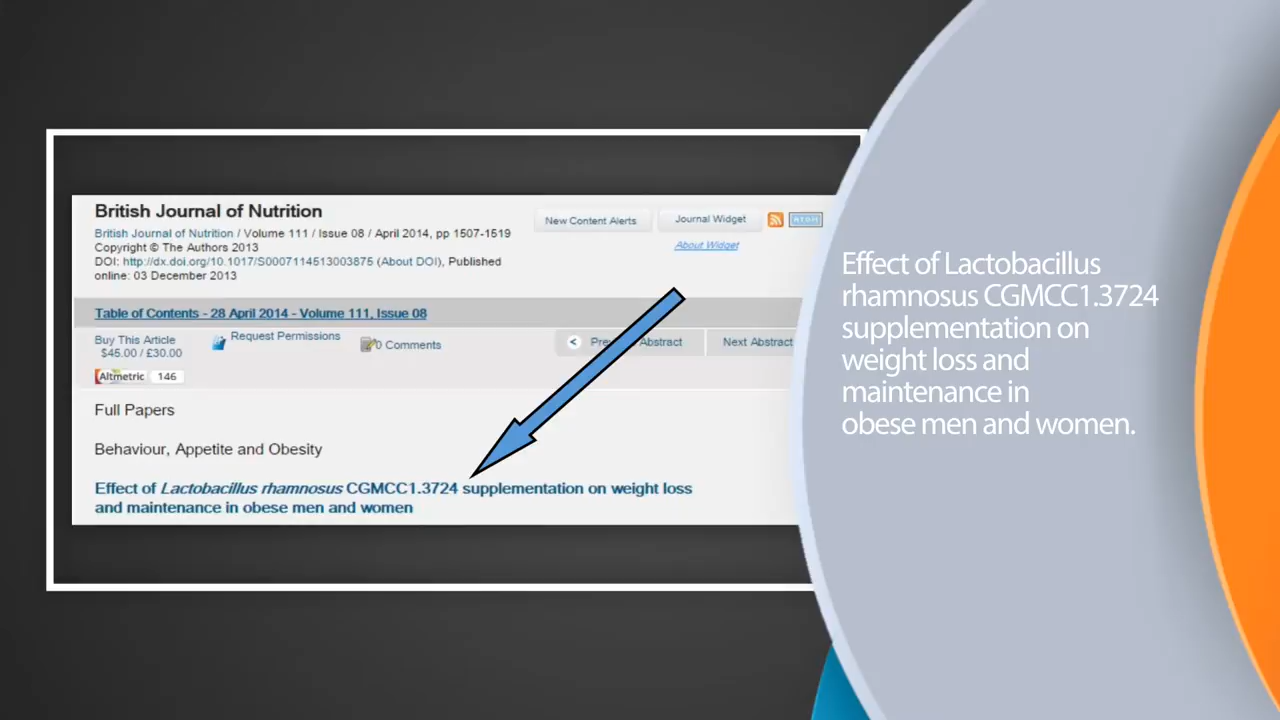 British Journal of Nutrition
British Journal of Nutrition / Volume 111 / Issue 08 / April 2014, pp 1507-1519
Copyright © The Authors 2013
DOI: http://dx.doi.org/10.1017/S0007114513003875 (About DOI), Published
online: 03 December 2013
New Content Alerts
Journal Widget
About Widget
Table of Contents - 28 April 2014 - Volume 111, Issue 08
Buy This Article
$45.00 / £30.00
Request Permissions
0 Comments
Abstract
Next Abstract
Altmetric 146
Full Papers
Behaviour, Appetite and Obesity
Effect of Lactobacillus rhamnosus CGMCC1.3724 supplementation on weight loss
and maintenance in obese men and women
Effect of Lactobacillus
rhamnosus CGMCC1.3724
supplementation on
weight loss and
maintenance in
obese men and women.